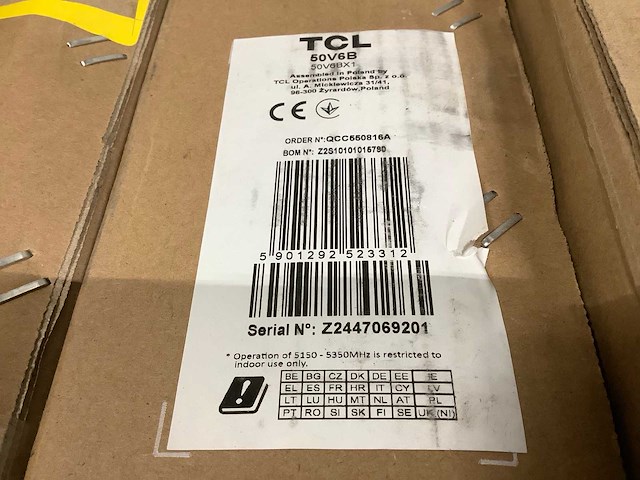 TCL
50V6B
50V6BX1
Assembled in Poland by
TCL Operations Polska Sp. z o.o.
ul. A. Mickiewicza 31/41,
96-300 Żyrardów,Poland
CE
ORDER N°:QCC550816A
BOM N°: Z2S10101015780
5 901292 523312
Serial N°: Z2447069201
* Operation of 5150 - 5350MHz is restricted to
indoor use only.
BE BG CZ DK DE EE IE
EL ES FR HR IT CY LV
LT LU HU MT NL AT PL
PT RO SI SK FI SE UK(NI)